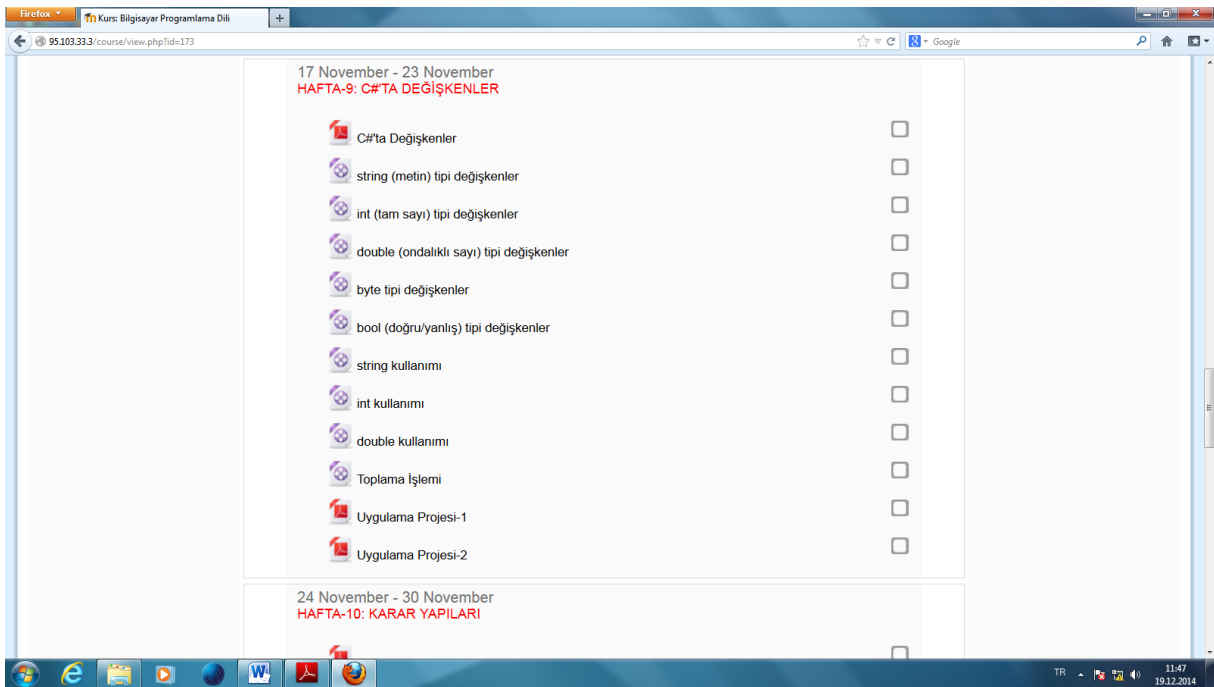 Firefox
Kurs: Bilgisayar Programlama Dili
95.103.33.3/course/view.php?id=173
Google
17 November - 23 November
HAFTA-9: C#'TA DEĞİŞKENLER
C#'ta Değişkenler
string (metin) tipi değişkenler
int (tam sayı) tipi değişkenler
double (ondalıklı sayı) tipi değişkenler
byte tipi değişkenler
bool (doğru/yanlış) tipi değişkenler
string kullanımı
int kullanımı
double kullanımı
Toplama İşlemi
Uygulama Projesi-1
Uygulama Projesi-2
24 November - 30 November
HAFTA-10: KARAR YAPILARI
TR
11:47
19.12.2014